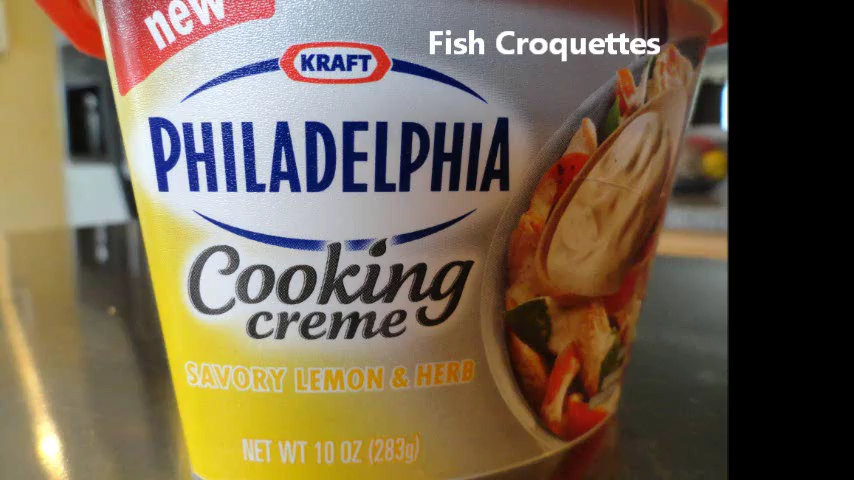 new
Fish Croquettes
KRAFT
PHILADELPHIA
Cooking
creme
SAVORY LEMON & HERB
NET WT 10 OZ (283g)